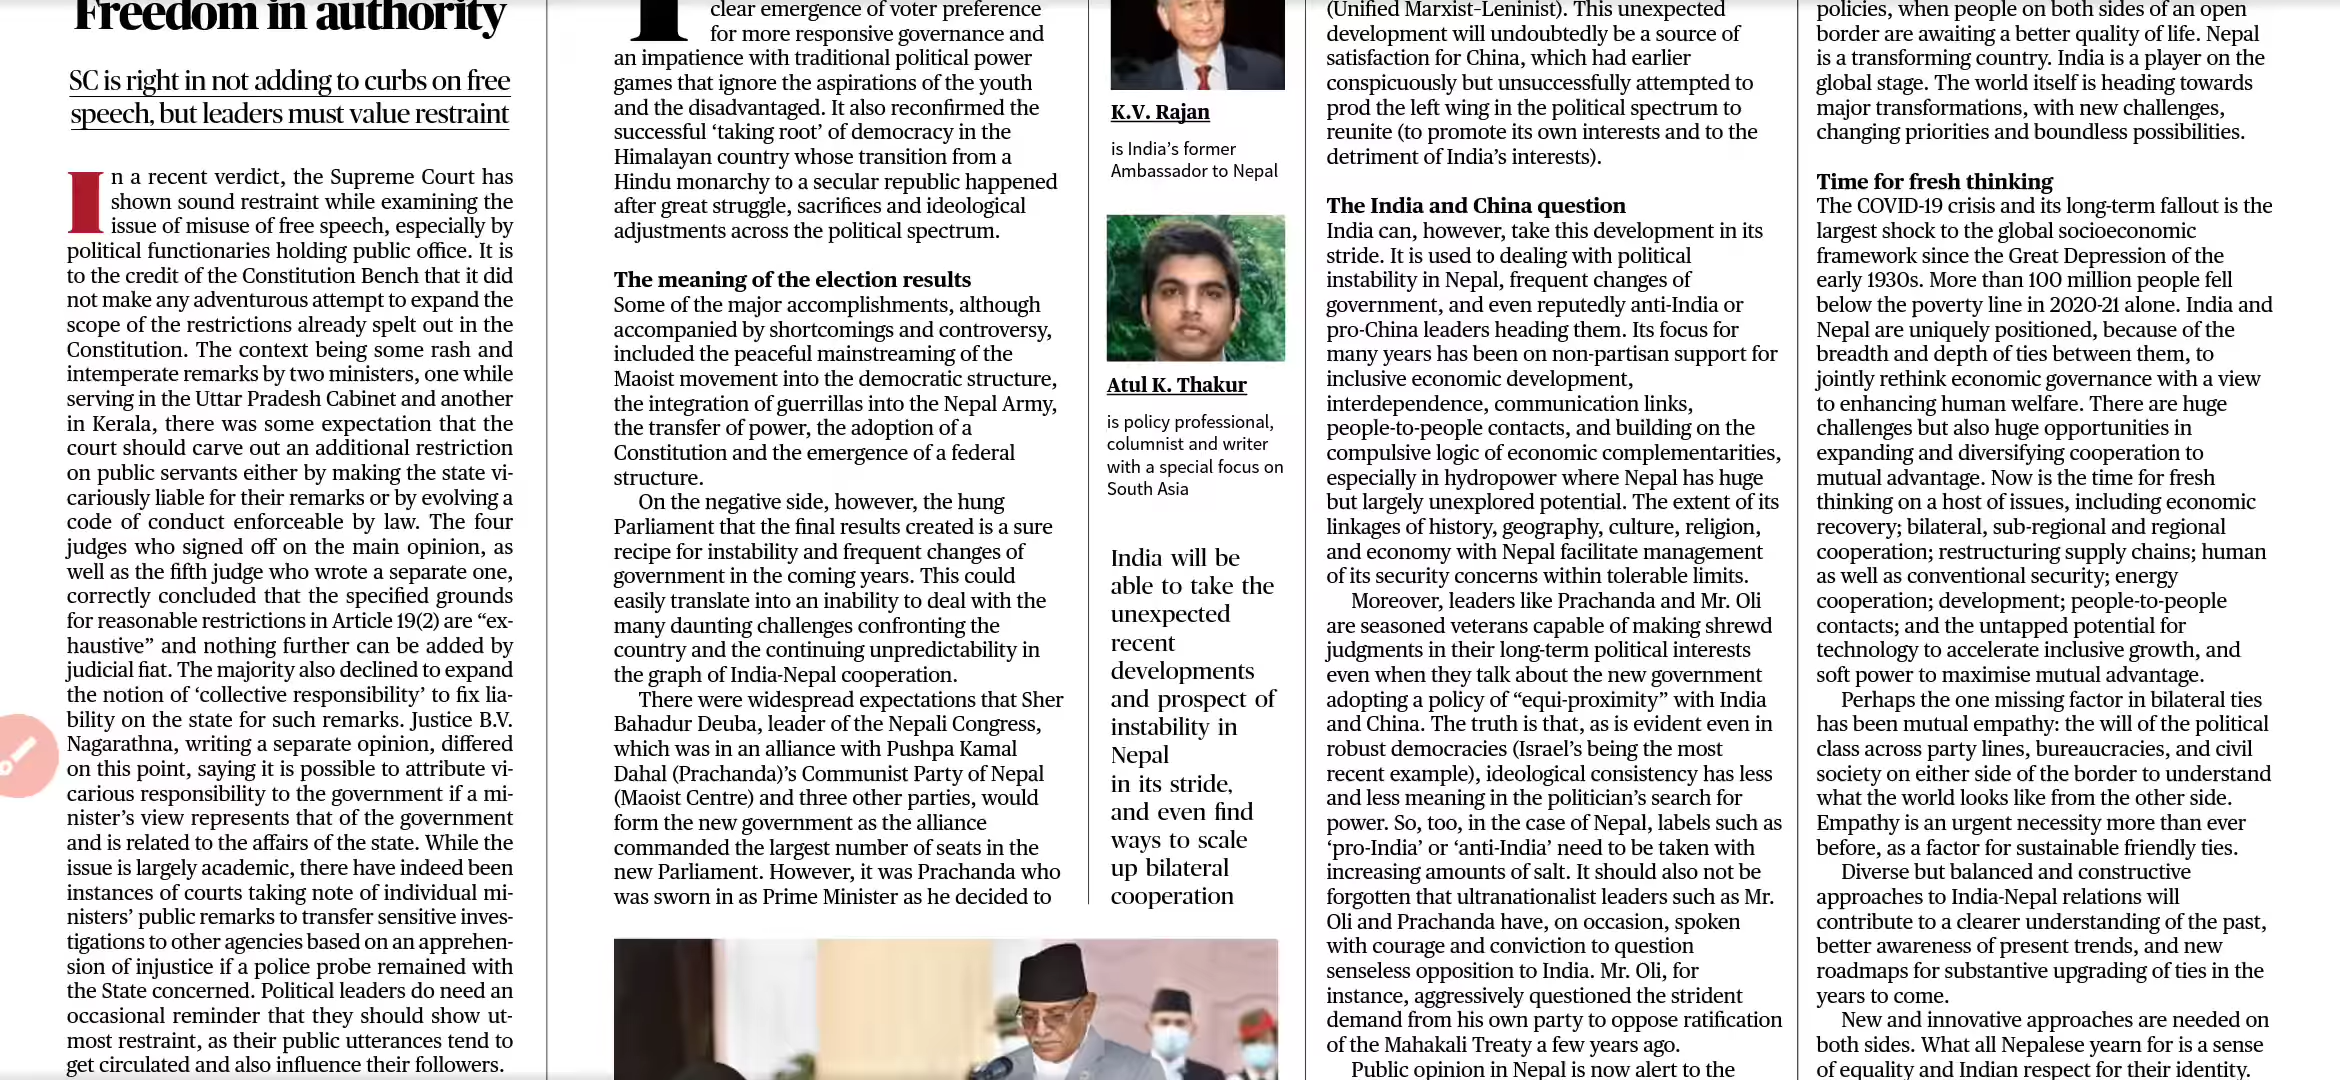 Freedom in authority
SC is right in not adding to curbs on free
speech, but leaders must value restraint
In a recent verdict, the Supreme Court has
shown sound restraint while examining the
issue of misuse of free speech, especially by
political functionaries holding public office. It is
to the credit of the Constitution Bench that it did
not make any adventurous attempt to expand the
scope of the restrictions already spelt out in the
Constitution. The context being some rash and
intemperate remarks by two ministers, one while
serving in the Uttar Pradesh Cabinet and another
in Kerala, there was some expectation that the
court should carve out an additional restriction
on public servants either by making the state vi-
cariously liable for their remarks or by evolving a
code of conduct enforceable by law. The four
judges who signed off on the main opinion, as
well as the fifth judge who wrote a separate one,
correctly concluded that the specified grounds
for reasonable restrictions in Article 19(2) are “ex-
haustive” and nothing further can be added by
judicial fiat. The majority also declined to expand
the notion of ‘collective responsibility’ to fix lia-
bility on the state for such remarks. Justice B.V.
Nagarathna, writing a separate opinion, differed
on this point, saying it is possible to attribute vi-
carious responsibility to the government if a mi-
nister’s view represents that of the government
and is related to the affairs of the state. While the
issue is largely academic, there have indeed been
instances of courts taking note of individual mi-
nisters’ public remarks to transfer sensitive inves-
tigations to other agencies based on an apprehen-
sion of injustice if a police probe remained with
the State concerned. Political leaders do need an
occasional reminder that they should show ut-
most restraint, as their public utterances tend to
get circulated and also influence their followers.
clear emergence of voter preference
for more responsive governance and
an impatience with traditional political power
games that ignore the aspirations of the youth
and the disadvantaged. It also reconfirmed the
successful ‘taking root’ of democracy in the
Himalayan country whose transition from a
Hindu monarchy to a secular republic happened
after great struggle, sacrifices and ideological
adjustments across the political spectrum.
The meaning of the election results
Some of the major accomplishments, although
accompanied by shortcomings and controversy,
included the peaceful mainstreaming of the
Maoist movement into the democratic structure,
the integration of guerrillas into the Nepal Army,
the transfer of power, the adoption of a
Constitution and the emergence of a federal
structure.
On the negative side, however, the hung
Parliament that the final results created is a sure
recipe for instability and frequent changes of
government in the coming years. This could
easily translate into an inability to deal with the
many daunting challenges confronting the
country and the continuing unpredictability in
the graph of India-Nepal cooperation.
There were widespread expectations that Sher
Bahadur Deuba, leader of the Nepali Congress,
which was in an alliance with Pushpa Kamal
Dahal (Prachanda)’s Communist Party of Nepal
(Maoist Centre) and three other parties, would
form the new government as the alliance
commanded the largest number of seats in the
new Parliament. However, it was Prachanda who
was sworn in as Prime Minister as he decided to
K.V. Rajan
is India’s former
Ambassador to Nepal
Atul K. Thakur
is policy professional,
columnist and writer
with a special focus on
South Asia
India will be
able to take the
unexpected
recent
developments
and prospect of
instability in
Nepal
in its stride,
and even find
ways to scale
up bilateral
cooperation
(Unified Marxist-Leninist). This unexpected
development will undoubtedly be a source of
satisfaction for China, which had earlier
conspicuously but unsuccessfully attempted to
prod the left wing in the political spectrum to
reunite (to promote its own interests and to the
detriment of India’s interests).
The India and China question
India can, however, take this development in its
stride. It is used to dealing with political
instability in Nepal, frequent changes of
government, and even reputedly anti-India or
pro-China leaders heading them. Its focus for
many years has been on non-partisan support for
inclusive economic development,
interdependence, communication links,
people-to-people contacts, and building on the
compulsive logic of economic complementarities,
especially in hydropower where Nepal has huge
but largely unexplored potential. The extent of its
linkages of history, geography, culture, religion,
and economy with Nepal facilitate management
of its security concerns within tolerable limits.
Moreover, leaders like Prachanda and Mr. Oli
are seasoned veterans capable of making shrewd
judgments in their long-term political interests
even when they talk about the new government
adopting a policy of “equi-proximity” with India
and China. The truth is that, as is evident even in
robust democracies (Israel’s being the most
recent example), ideological consistency has less
and less meaning in the politician’s search for
power. So, too, in the case of Nepal, labels such as
‘pro-India’ or ‘anti-India’ need to be taken with
increasing amounts of salt. It should also not be
forgotten that ultranationalist leaders such as Mr.
Oli and Prachanda have, on occasion, spoken
with courage and conviction to question
senseless opposition to India. Mr. Oli, for
instance, aggressively questioned the strident
demand from his own party to oppose ratification
of the Mahakali Treaty a few years ago.
Public opinion in Nepal is now alert to the
policies, when people on both sides of an open
border are awaiting a better quality of life. Nepal
is a transforming country. India is a player on the
global stage. The world itself is heading towards
major transformations, with new challenges,
changing priorities and boundless possibilities.
Time for fresh thinking
The COVID-19 crisis and its long-term fallout is the
largest shock to the global socioeconomic
framework since the Great Depression of the
early 1930s. More than 100 million people fell
below the poverty line in 2020-21 alone. India and
Nepal are uniquely positioned, because of the
breadth and depth of ties between them, to
jointly rethink economic governance with a view
to enhancing human welfare. There are huge
challenges but also huge opportunities in
expanding and diversifying cooperation to
mutual advantage. Now is the time for fresh
thinking on a host of issues, including economic
recovery; bilateral, sub-regional and regional
cooperation; restructuring supply chains; human
as well as conventional security; energy
cooperation; development; people-to-people
contacts; and the untapped potential for
technology to accelerate inclusive growth, and
soft power to maximise mutual advantage.
Perhaps the one missing factor in bilateral ties
has been mutual empathy: the will of the political
class across party lines, bureaucracies, and civil
society on either side of the border to understand
what the world looks like from the other side.
Empathy is an urgent necessity more than ever
before, as a factor for sustainable friendly ties.
Diverse but balanced and constructive
approaches to India-Nepal relations will
contribute to a clearer understanding of the past,
better awareness of present trends, and new
roadmaps for substantive upgrading of ties in the
years to come.
New and innovative approaches are needed on
both sides. What all Nepalese yearn for is a sense
of equality and Indian respect for their identity.